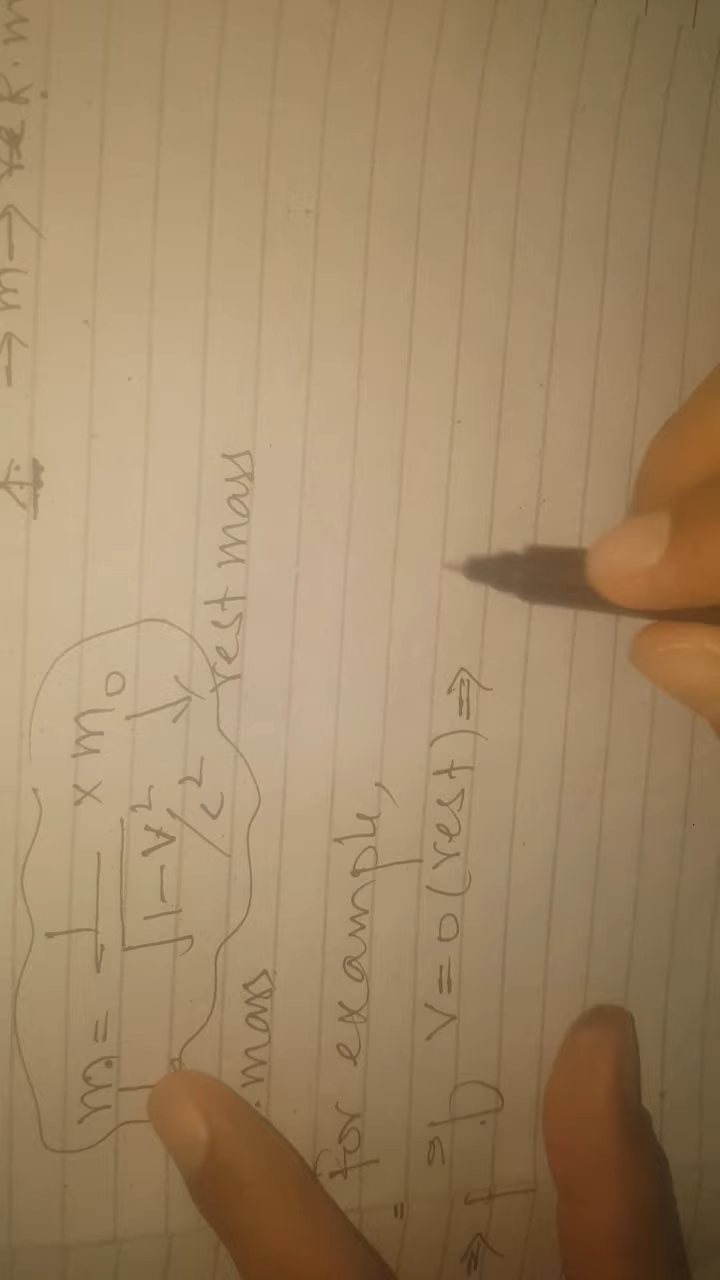 → m →
m = 1/√(1 - v²/c²) × m₀
mass
rest mass
for example,
=
⇒ v = 0 (rest) ⇒